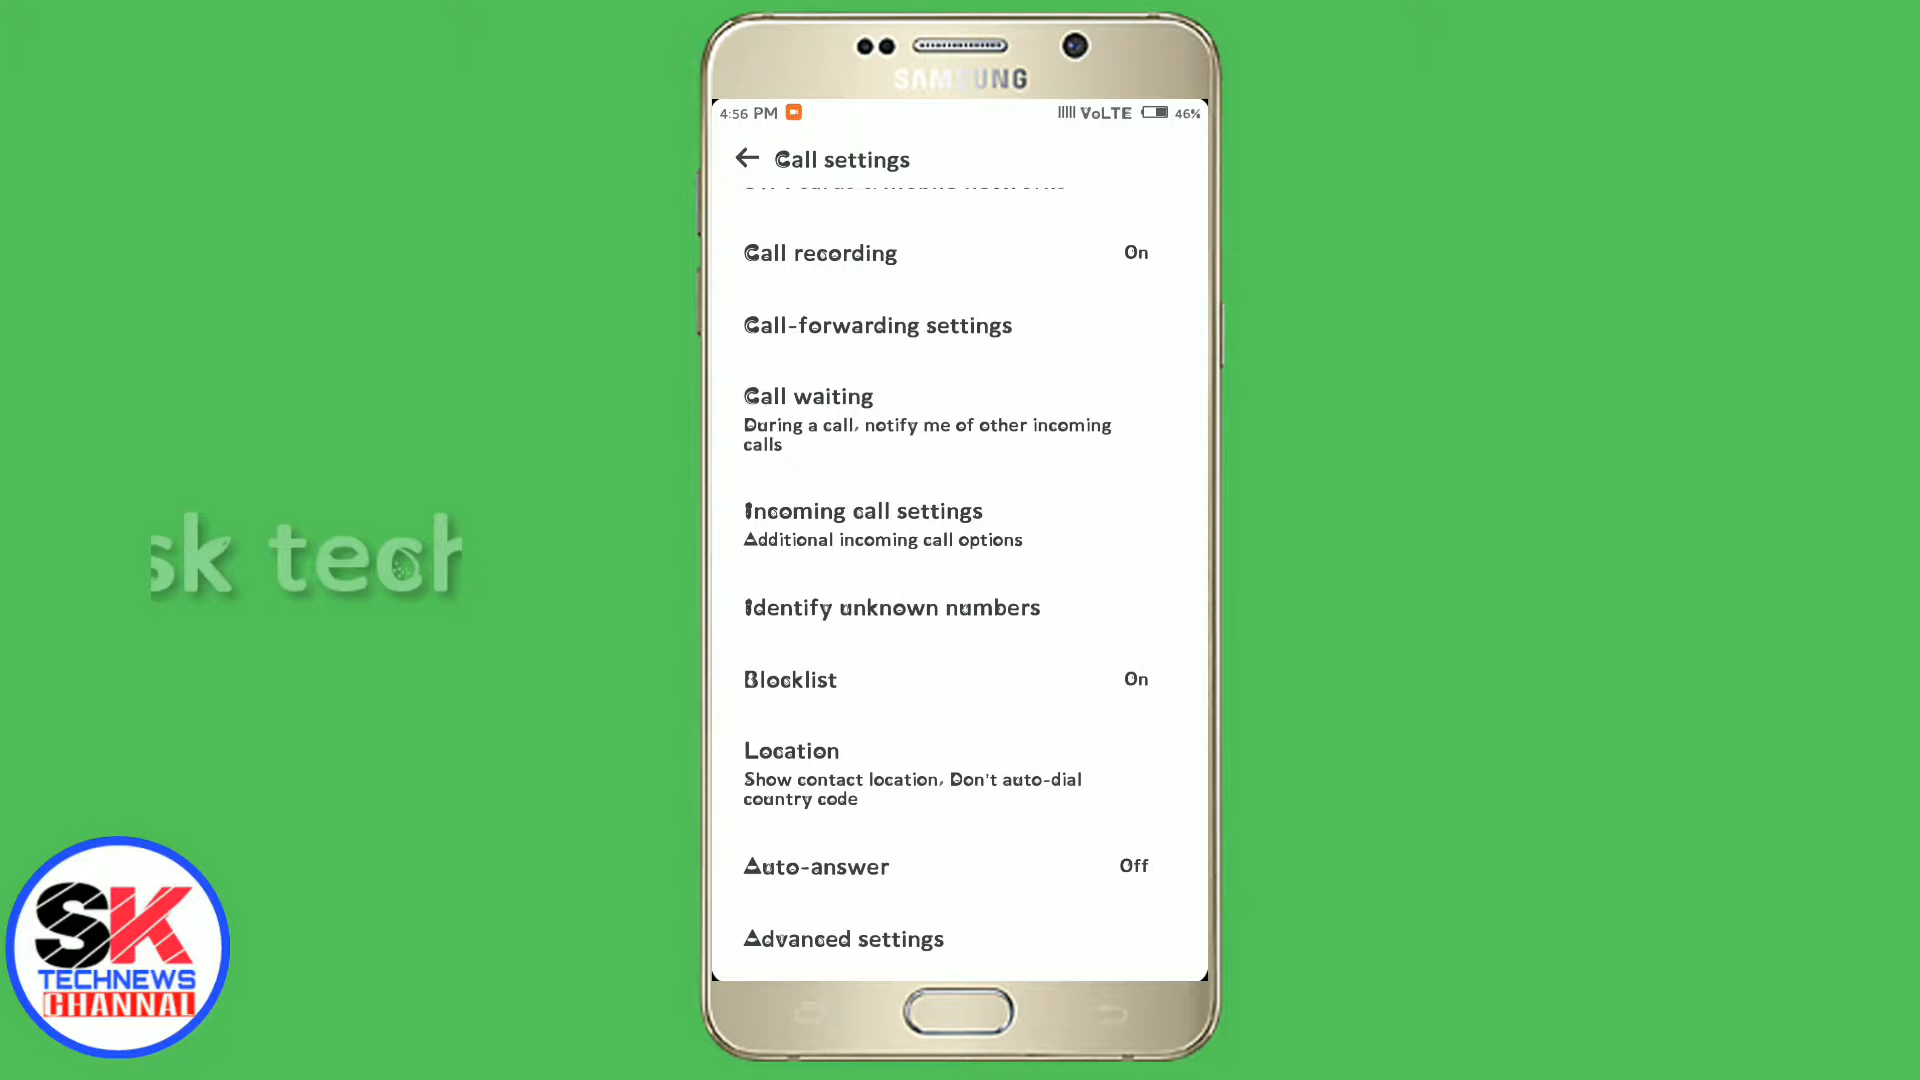 SAMSUNG
4:56 PM
VoLTE 46%
Call settings
Call recording
On
Call-forwarding settings
Call waiting
During a call, notify me of other incoming
calls
Incoming call settings
Additional incoming call options
Identify unknown numbers
Blocklist
On
Location
Show contact location, Don't auto-dial
country code
Auto-answer
Off
Advanced settings
sk tech
SK
TECHNEWS
CHANNAL